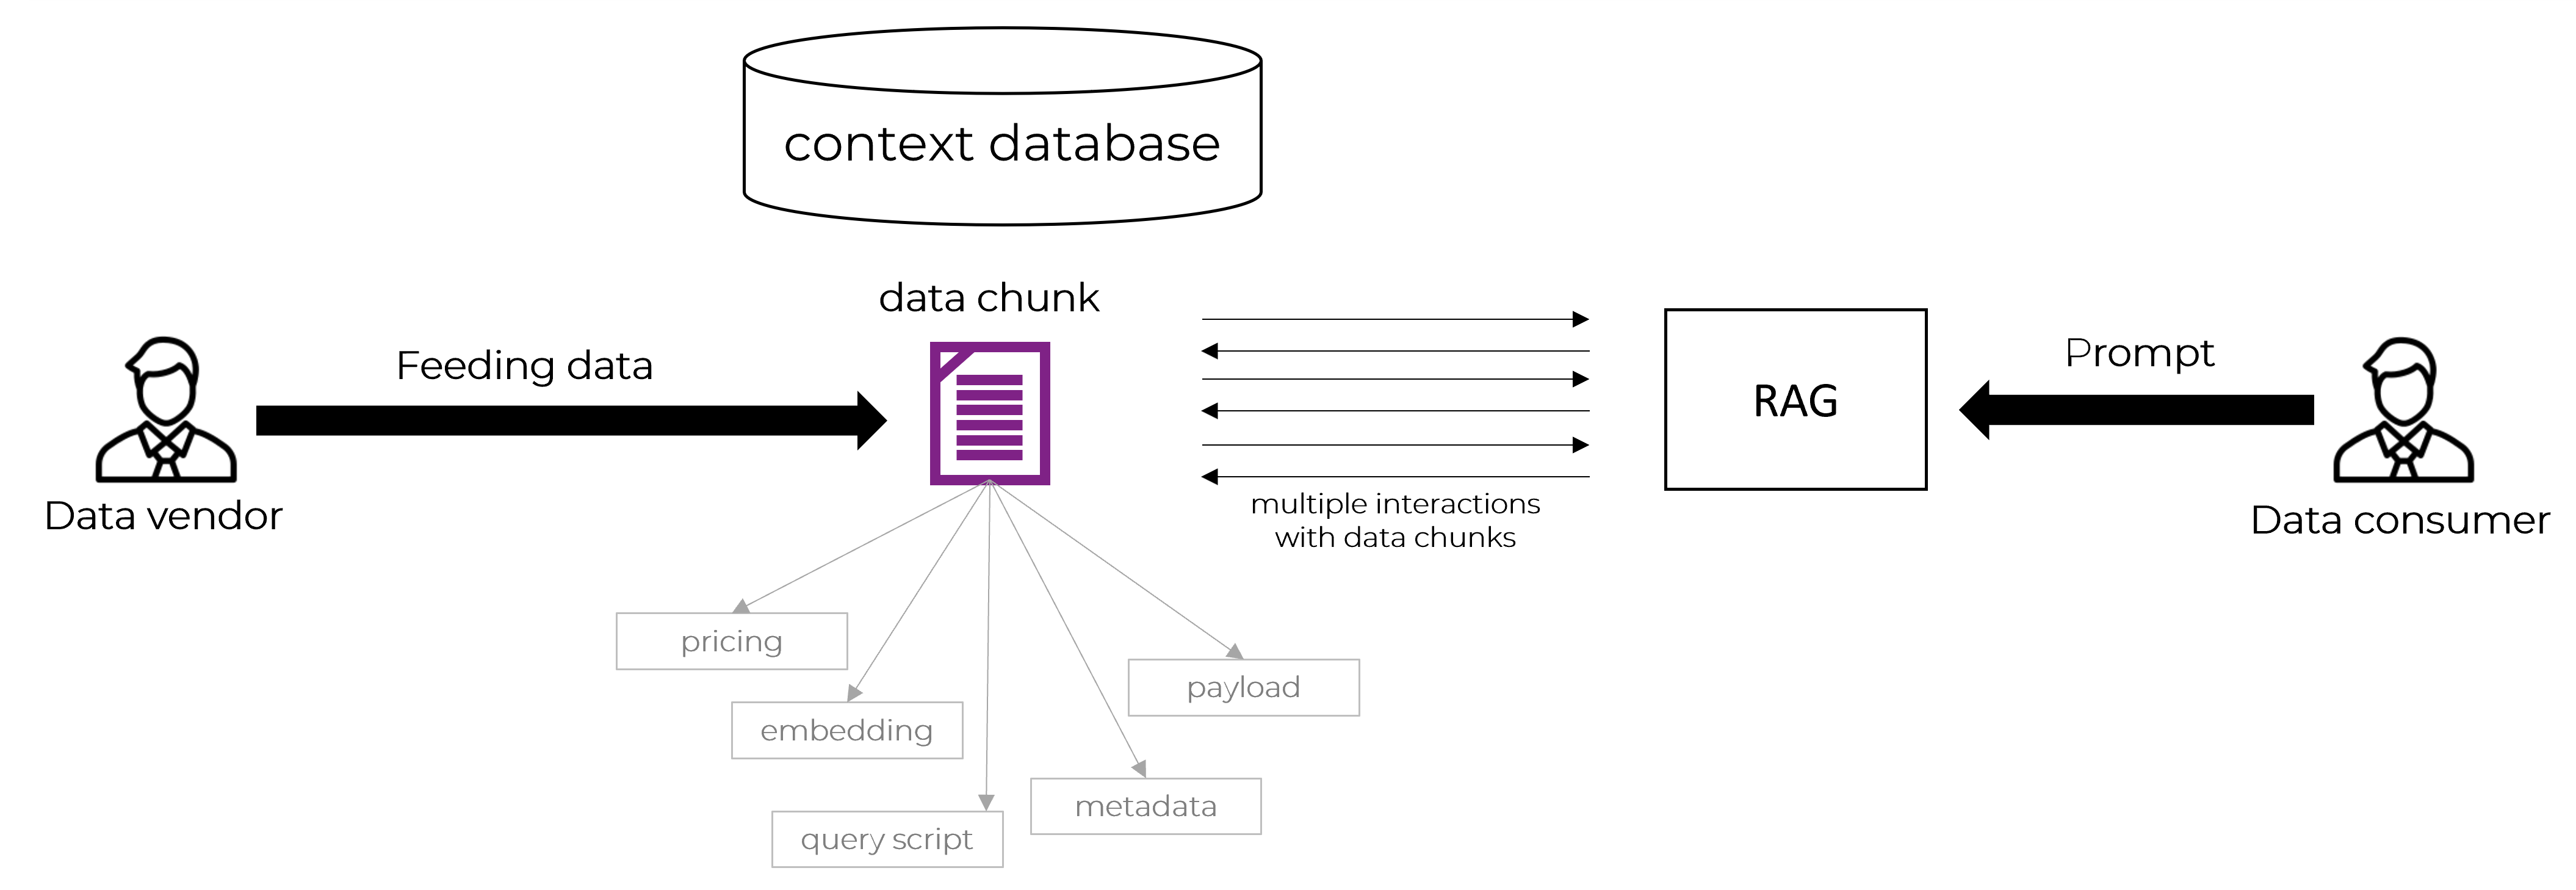 context database
data chunk
Feeding data
Prompt
RAG
Data vendor
multiple interactions
with data chunks
Data consumer
pricing
payload
embedding
metadata
query script